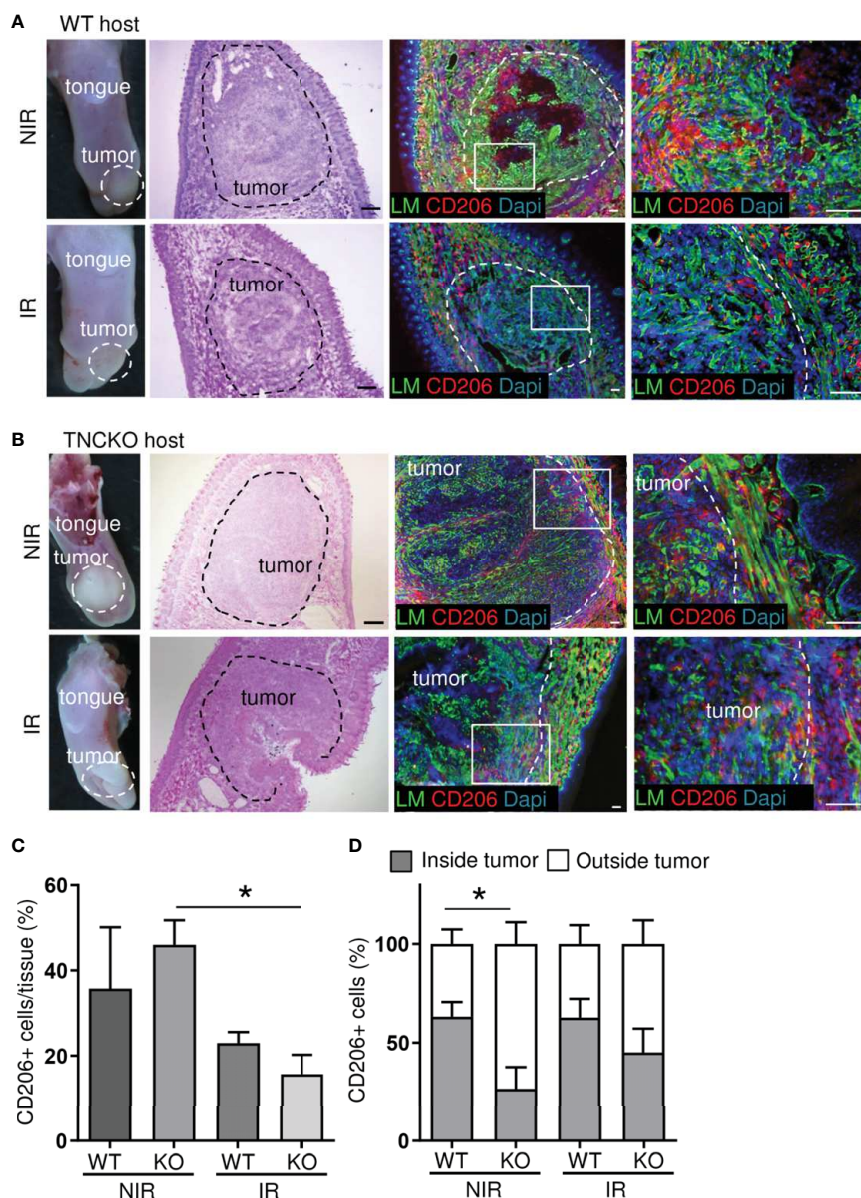 A
WT host
NIR
tongue
tumor
tumor
LM CD206 Dapi
LM CD206 Dapi
IR
tongue
tumor
tumor
LM CD206 Dapi
LM CD206 Dapi
B
TNCKO host
NIR
tongue
tumor
tumor
tumor
LM CD206 Dapi
tumor
LM CD206 Dapi
IR
tongue
tumor
tumor
tumor
LM CD206 Dapi
tumor
LM CD206 Dapi
C
CD206+ cells/tissue (%)
60
40
20
0
*
WT KO WT KO
NIR IR
D
Inside tumor Outside tumor
CD206+ cells (%)
100
50
0
*
WT KO WT KO
NIR IR